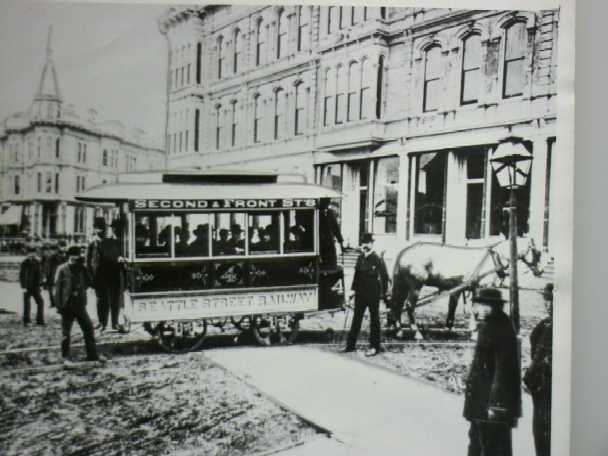 SECOND & FRONT STS
SEATTLE STREET RAILWAY